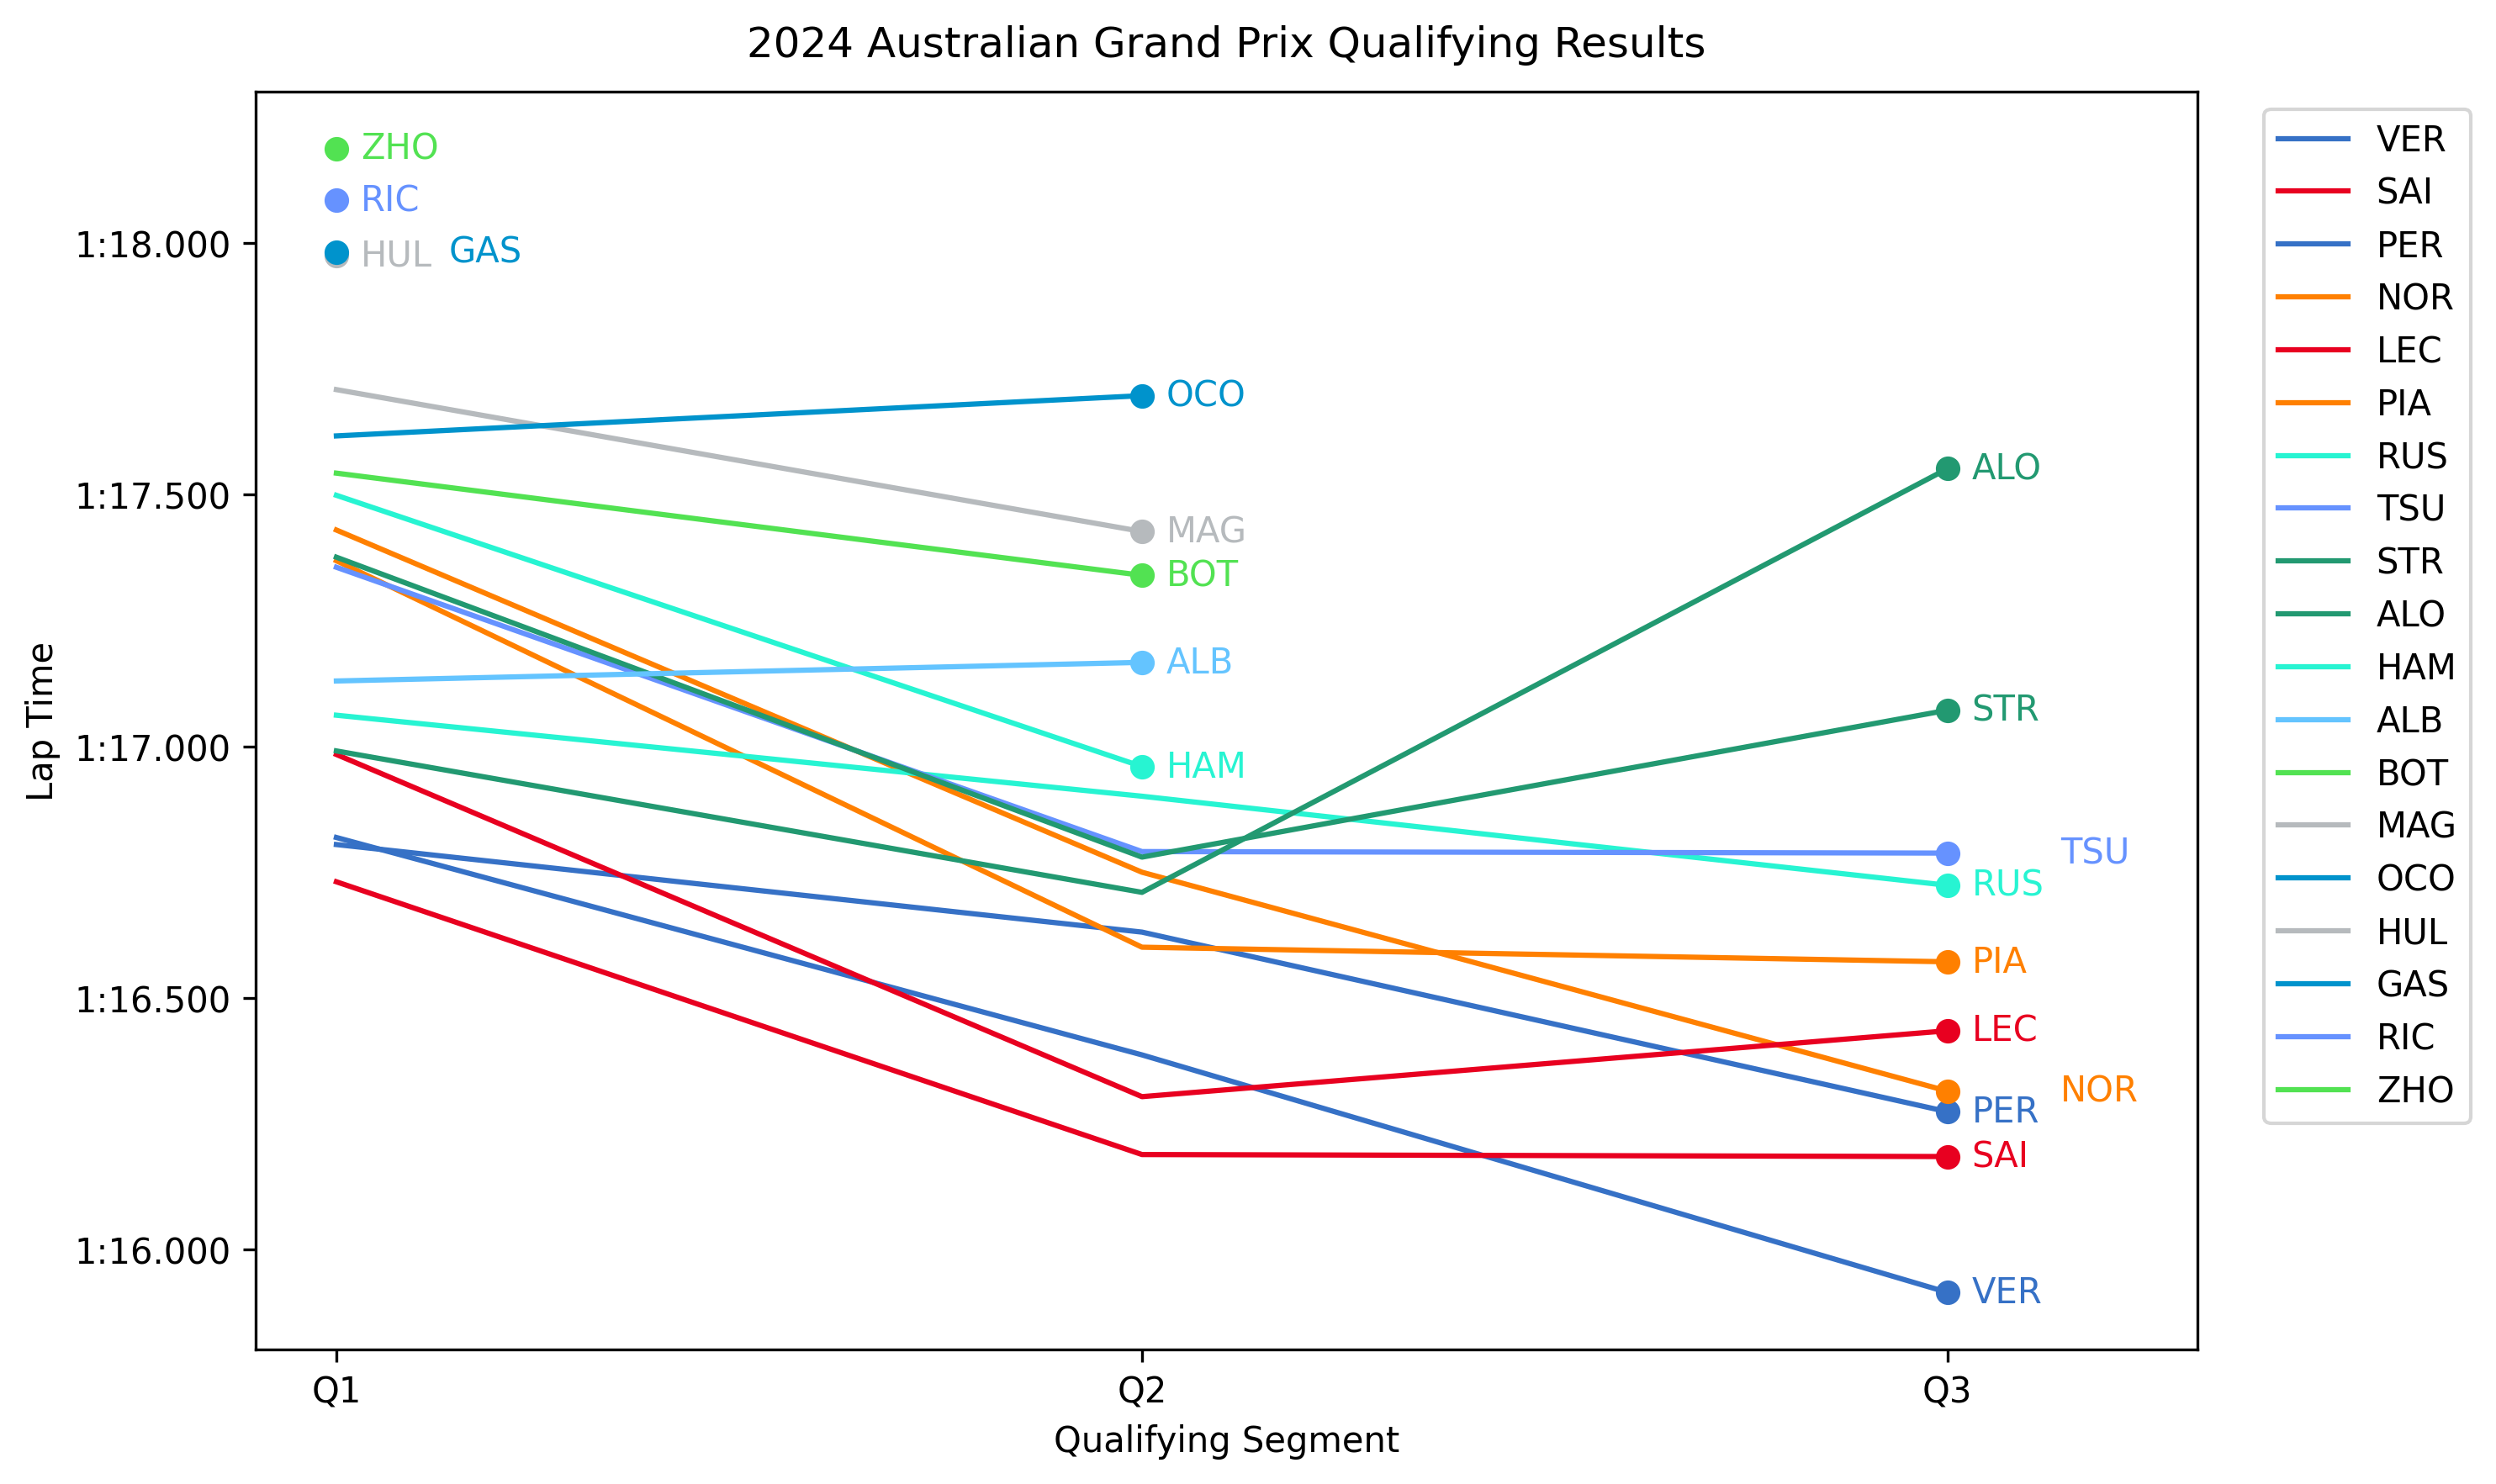 2024 Australian Grand Prix Qualifying Results
ZHO
RIC
HUL GAS
OCO
MAG
BOT
ALB
HAM
ALO
STR
TSU
RUS
PIA
LEC
NOR
PER
SAI
VER
1:18.000
1:17.500
1:17.000
1:16.500
1:16.000
Lap Time
Q1 Q2 Q3
Qualifying Segment
VER
SAI
PER
NOR
LEC
PIA
RUS
TSU
STR
ALO
HAM
ALB
BOT
MAG
OCO
HUL
GAS
RIC
ZHO